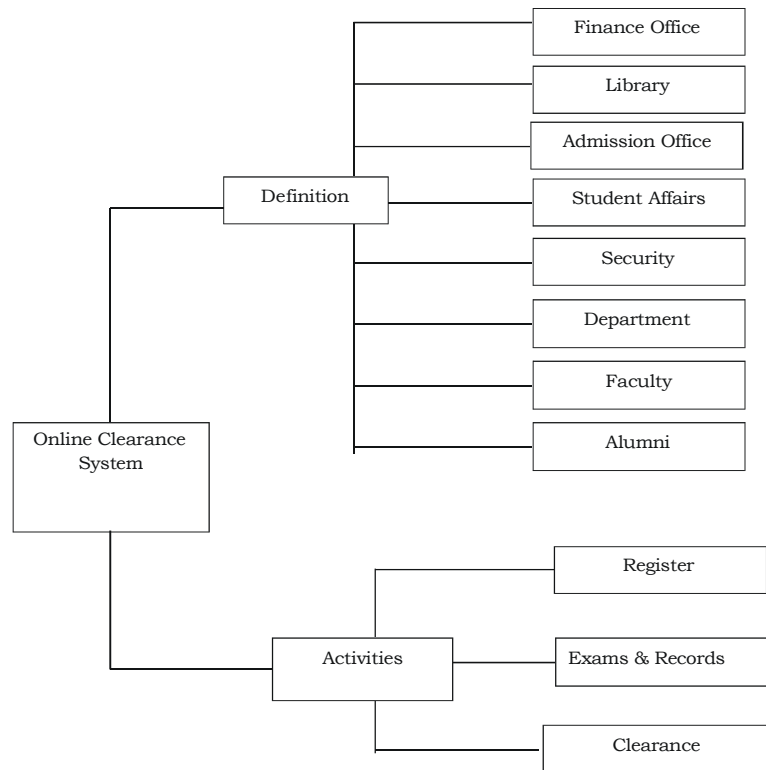 Finance Office
Library
Admission Office
Definition
Student Affairs
Security
Department
Faculty
Online Clearance
System
Alumni
Register
Activities
Exams & Records
Clearance